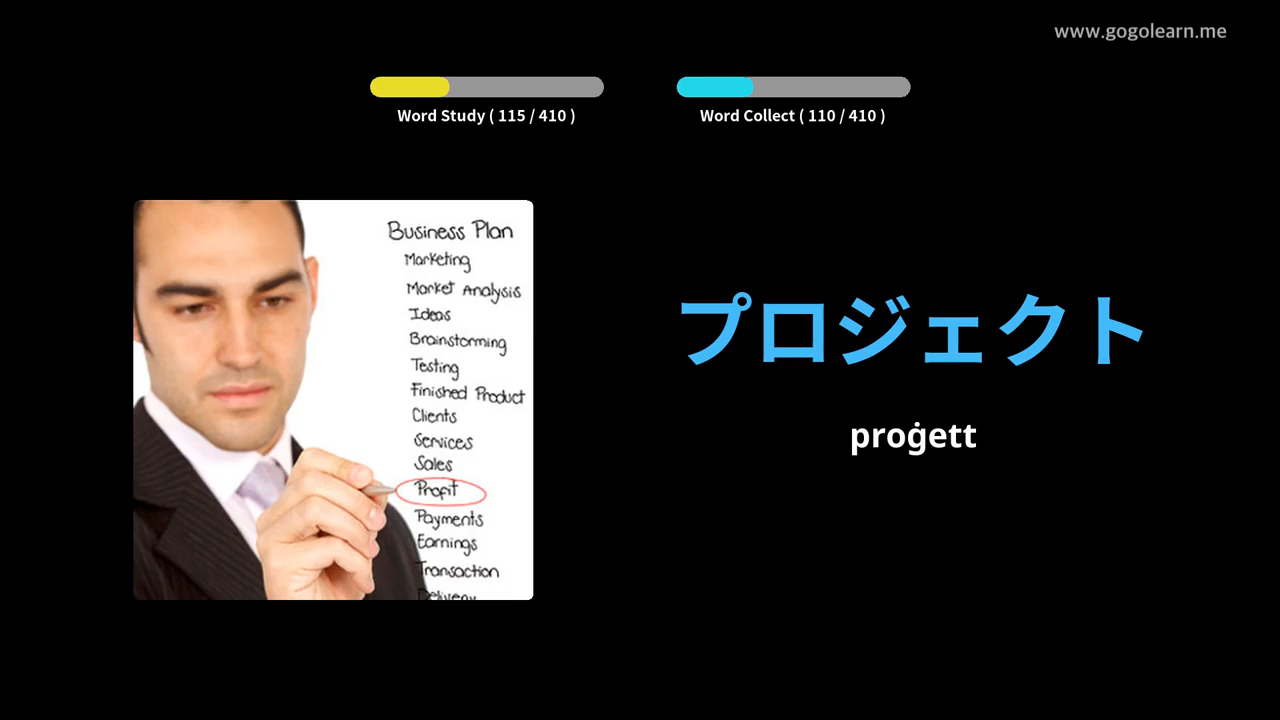 www.gogolearn.me
Word Study ( 115 / 410 )
Word Collect ( 110 / 410 )
Business Plan
Marketing
Market Analysis
Ideas
Brainstorming
Testing
Finished Product
Clients
Services
Sales
Profit
Payments
Earnings
Transaction
Delivery
プロジェクト
proġett